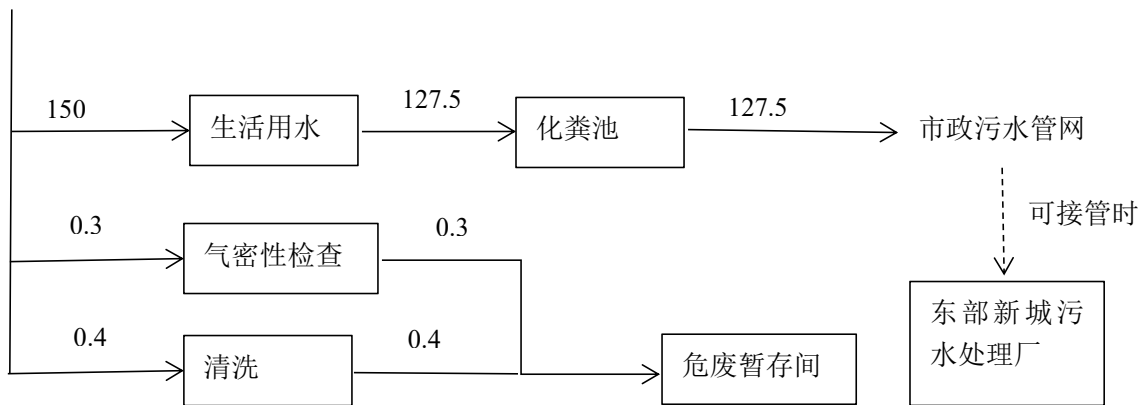 150
生活用水
127.5
化粪池
127.5
市政污水管网
可接管时
0.3
气密性检查
0.3
东部新城污
水处理厂
0.4
清洗
0.4
危废暂存间